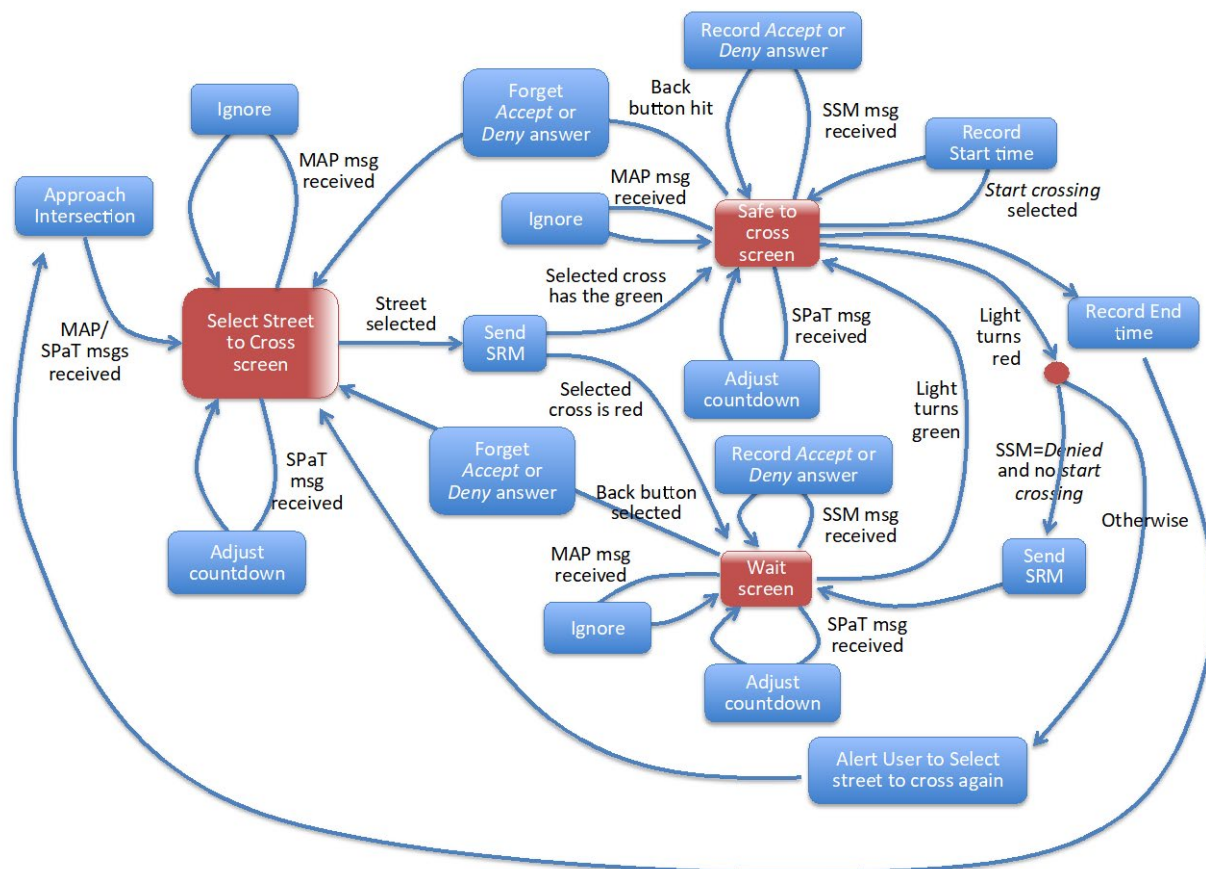 Record Accept or
Deny answer
Ignore
Forget
Accept or
Deny answer
Back
button hit
SSM msg
received
Record
Start time
MAP msg
received
Approach
Intersection
MAP msg
received
Ignore
Safe to
cross
screen
Start crossing
selected
Selected cross
has the green
Select Street
to Cross
screen
Street
selected
Send
SRM
SPaT msg
received
Light
turns
red
Record End
time
MAP/
SPaT msgs
received
Selected
cross is red
Adjust
countdown
Light
turns
green
Forget
Accept or
Deny answer
Record Accept or
Deny answer
SSM=Denied
and no start
crossing
SPaT
msg
received
Back button
selected
SSM msg
received
Otherwise
Adjust
countdown
MAP msg
received
Wait
screen
Send
SRM
Ignore
SPaT msg
received
Adjust
countdown
Alert User to Select
street to cross again